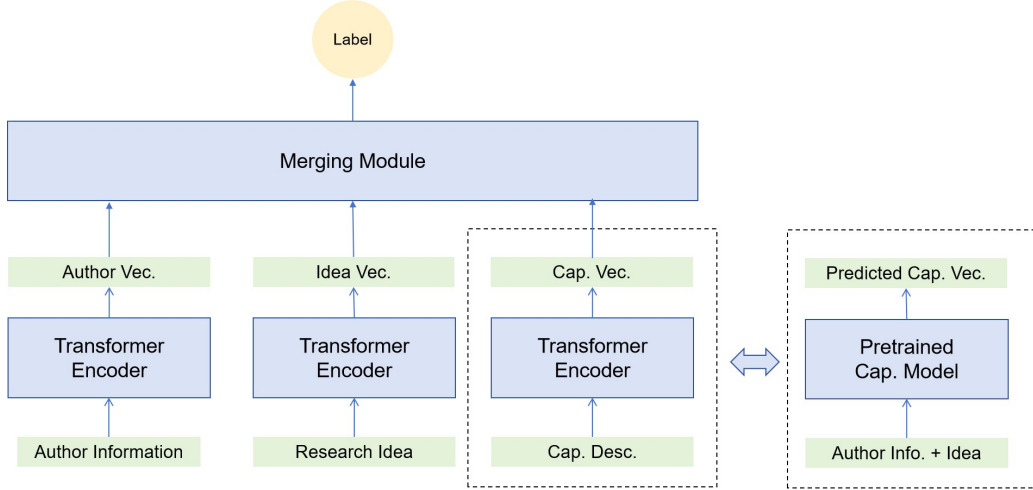 Label
Merging Module
Author Vec.
Idea Vec.
Cap. Vec.
Predicted Cap. Vec.
Transformer
Encoder
Transformer
Encoder
Transformer
Encoder
Pretrained
Cap. Model
Author Information
Research Idea
Cap. Desc.
Author Info. + Idea